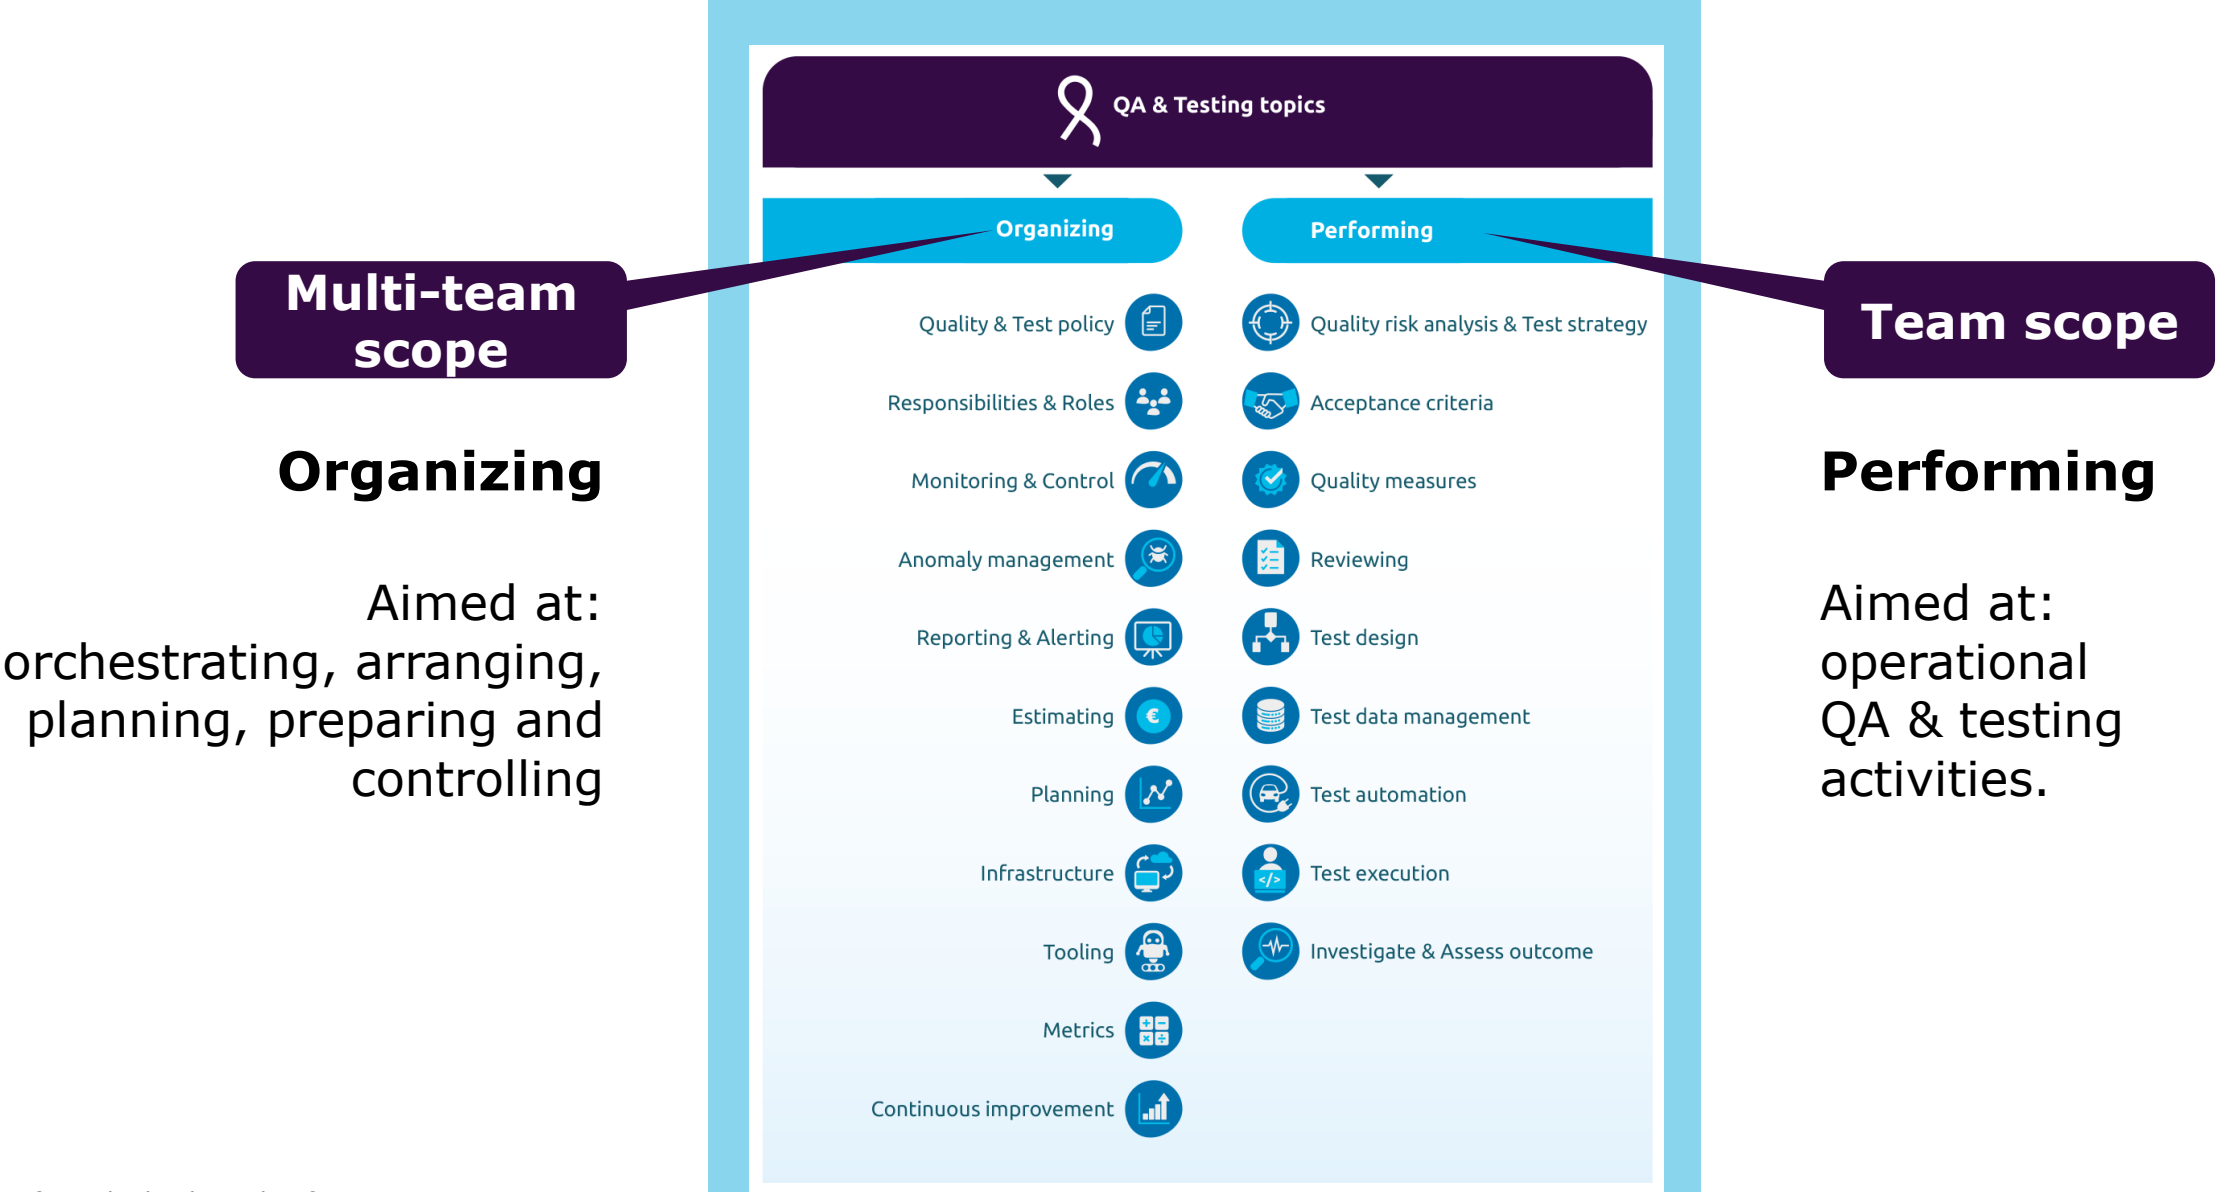 QA & Testing topics
Organizing
Performing
Multi-team
scope
Team scope
Quality & Test policy
Quality risk analysis & Test strategy
Responsibilities & Roles
Acceptance criteria
Monitoring & Control
Quality measures
Anomaly management
Reviewing
Reporting & Alerting
Test design
Estimating
€
Test data management
Planning
Test automation
Infrastructure
</>
Test execution
Tooling
Investigate & Assess outcome
Metrics
Continuous improvement
Organizing
Aimed at:
orchestrating, arranging,
planning, preparing and
controlling
Performing
Aimed at:
operational
QA & testing
activities.